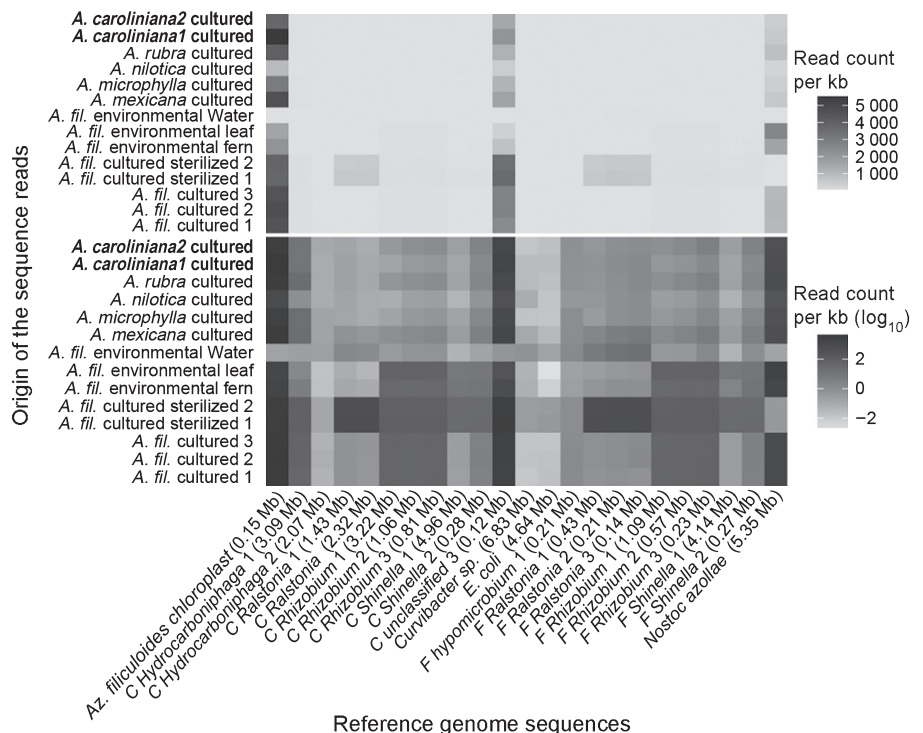 A. caroliniana2 cultured
A. caroliniana1 cultured
A. rubra cultured
A. nilotica cultured
A. microphylla cultured
A. mexicana cultured
A. fil. environmental Water
A. fil. environmental leaf
A. fil. environmental fern
A. fil. cultured sterilized 2
A. fil. cultured sterilized 1
A. fil. cultured 3
A. fil. cultured 2
A. fil. cultured 1
Read count
per kb
5 000
4 000
3 000
2 000
1 000
Origin of the sequence reads
A. caroliniana2 cultured
A. caroliniana1 cultured
A. rubra cultured
A. nilotica cultured
A. microphylla cultured
A. mexicana cultured
A. fil. environmental Water
A. fil. environmental leaf
A. fil. environmental fern
A. fil. cultured sterilized 2
A. fil. cultured sterilized 1
A. fil. cultured 3
A. fil. cultured 2
A. fil. cultured 1
Read count
per kb (log10)
2
0
−2
Az. filiculoides chloroplast (0.15 Mb)
C Hydrocarboniphaga 1 (3.09 Mb)
C Hydrocarboniphaga 2 (2.07 Mb)
C Ralstonia 1 (1.43 Mb)
C Ralstonia (2.32 Mb)
C Rhizobium 1 (3.22 Mb)
C Rhizobium 2 (1.06 Mb)
C Rhizobium 3 (0.81 Mb)
C Shinella 1 (4.96 Mb)
C Shinella 2 (0.28 Mb)
C unclassified 3 (0.12 Mb)
Curvibacter sp. (6.83 Mb)
E. coli (4.64 Mb)
F hypomicrobium 1 (0.21 Mb)
F Ralstonia 1 (0.43 Mb)
F Ralstonia 2 (0.21 Mb)
F Ralstonia 3 (0.14 Mb)
F Rhizobium 1 (1.09 Mb)
F Rhizobium 2 (0.57 Mb)
F Rhizobium 3 (0.23 Mb)
F Shinella 1 (4.14 Mb)
F Shinella 2 (0.27 Mb)
Nostoc azollae (5.35 Mb)
Reference genome sequences